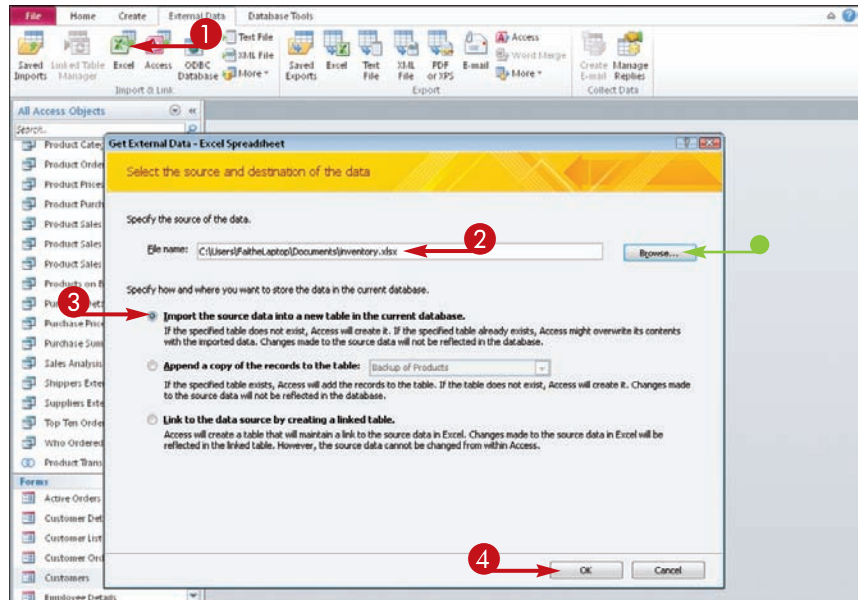 File Home Create External Data Database Tools
1
Saved Imports
Linked Table Manager
Excel
Access
ODBC Database
Text File
XML File
More
Import & Link
Saved Exports
Excel
Text File
XML File
PDF or XPS
E-mail
Access
Word Merge
More
Export
Create E-mail
Manage Replies
Collect Data
All Access Objects
Search..
Product
Product Orde
Product Prices
Product Purch
Product Sales
Product Sales
Product Sales
Products on
Purchase Price
Purchase Sum
Sales Analysis
Shippers Exte
Suppliers Exte
Top Ten Orde
Who Ordered
Product Trans
Forms
Active Orders
Customer Det
Customer List
Customer Ord
Customers
Employee Details
Get External Data - Excel Spreadsheet
Select the source and destination of the data
Specify the source of the data.
File name: C:\Users\FaitheLaptop\Documents\inventory.xlsx
2
Browse...
Specify how and where you want to store the data in the current database.
3
Import the source data into a new table in the current database.
If the specified table does not exist, Access will create it. If the specified table already exists, Access might overwrite its contents
with the imported data. Changes made to the source data will not be reflected in the database.
Append a copy of the records to the table: Backup of Products
If the specified table exists, Access will add the records to the table. If the table does not exist, Access will create it. Changes made
to the source data will not be reflected in the database.
Link to the data source by creating a linked table.
Access will create a table that will maintain a link to the source data in Excel. Changes made to the source data in Excel will be
reflected in the linked table. However, the source data cannot be changed from within Access.
4
OK
Cancel